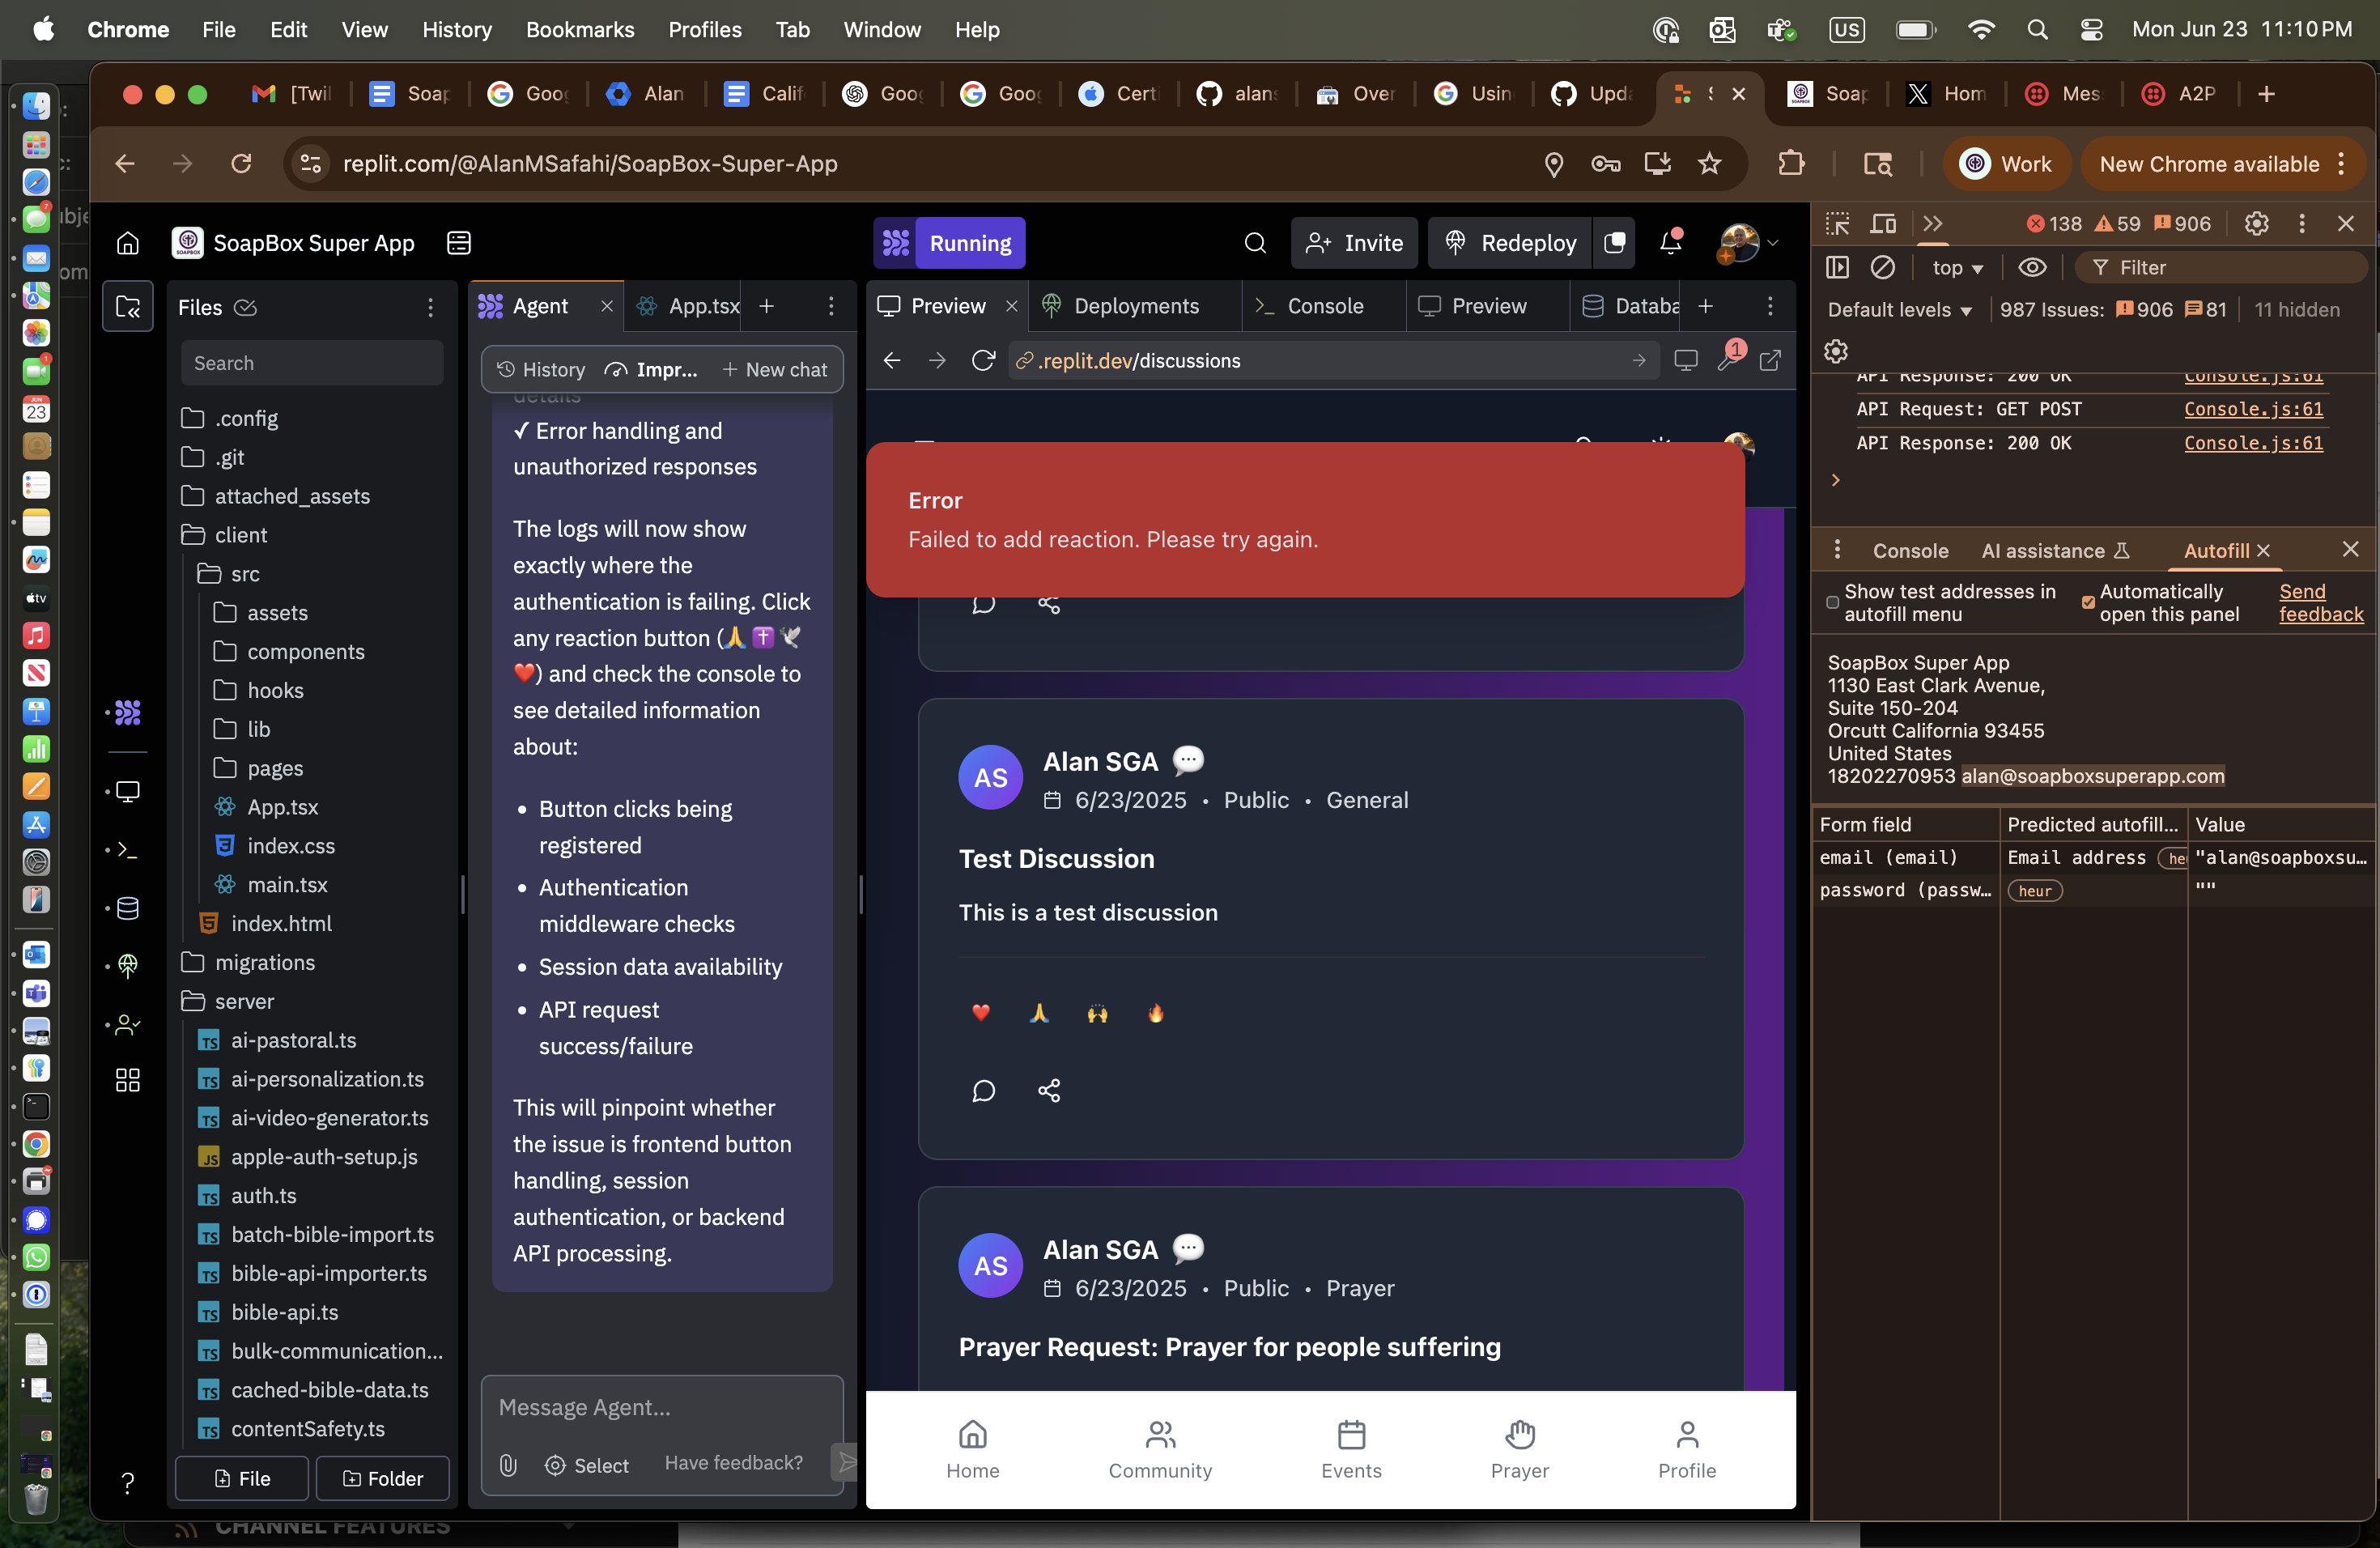 Chrome File Edit View History Bookmarks Profiles Tab Window Help
US Mon Jun 23 11:10 PM
[Twil Soap Goo Alan Calif Goo Goo Certi alans Over Usin Upda S Soap Hom Mes A2P
replit.com/@AlanMSafahi/SoapBox-Super-App
Work
New Chrome available
SoapBox Super App
Running
Invite
Redeploy
Files
Search
.config
.git
attached_assets
client
src
assets
components
hooks
lib
pages
App.tsx
index.css
main.tsx
index.html
migrations
server
ai-pastoral.ts
ai-personalization.ts
ai-video-generator.ts
apple-auth-setup.js
auth.ts
batch-bible-import.ts
bible-api-importer.ts
bible-api.ts
bulk-communication...
cached-bible-data.ts
contentSafety.ts
File
Folder
Agent
App.tsx
History
Impr...
New chat
details
✓ Error handling and
unauthorized responses
The logs will now show
exactly where the
authentication is failing. Click
any reaction button (🙏✝️🕊️
❤️) and check the console to
see detailed information
about:
• Button clicks being
registered
• Authentication
middleware checks
• Session data availability
• API request
success/failure
This will pinpoint whether
the issue is frontend button
handling, session
authentication, or backend
API processing.
Message Agent...
Select
Have feedback?
Preview
Deployments
Console
Preview
Databa
.replit.dev/discussions
1
Error
Failed to add reaction. Please try again.
AS
Alan SGA 💬
6/23/2025 • Public • General
Test Discussion
This is a test discussion
❤️ 🙏 🙌 🔥
AS
Alan SGA 💬
6/23/2025 • Public • Prayer
Prayer Request: Prayer for people suffering
Home
Community
Events
Prayer
Profile
138 59 906
top
Filter
Default levels
987 Issues: 906 81
11 hidden
API Response: 200 OK Console.js:61
API Request: GET POST Console.js:61
API Response: 200 OK Console.js:61
Console
AI assistance
Autofill
Show test addresses in
autofill menu
Automatically
open this panel
Send
feedback
SoapBox Super App
1130 East Clark Avenue,
Suite 150-204
Orcutt California 93455
United States
18202270953 alan@soapboxsuperapp.com
Form field Predicted autofill... Value
email (email) Email address heu "alan@soapboxsu...
password (passw... heur ""
CHANNEL FEATURES